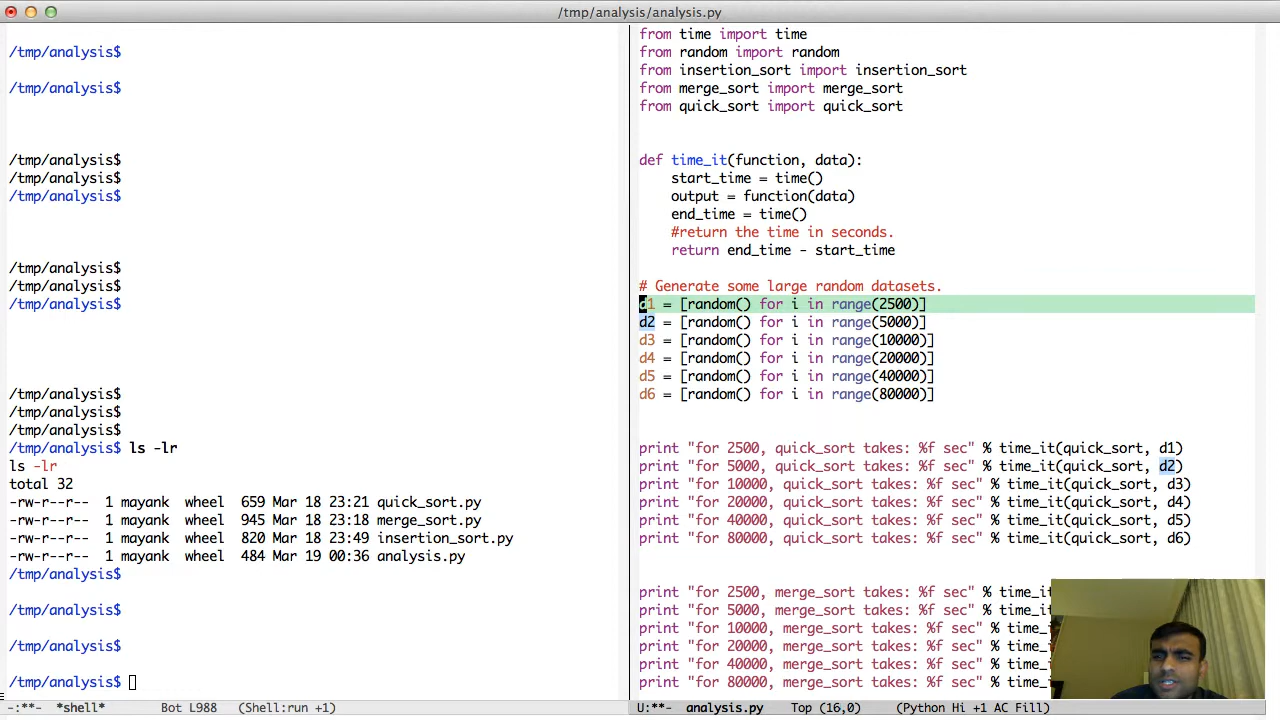 /tmp/analysis/analysis.py
/tmp/analysis$
/tmp/analysis$
/tmp/analysis$
/tmp/analysis$
/tmp/analysis$
/tmp/analysis$
/tmp/analysis$
/tmp/analysis$
/tmp/analysis$
/tmp/analysis$
/tmp/analysis$
/tmp/analysis$ ls -lr
ls -lr
total 32
-rw-r--r--  1 mayank  wheel  659 Mar 18 23:21 quick_sort.py
-rw-r--r--  1 mayank  wheel  945 Mar 18 23:18 merge_sort.py
-rw-r--r--  1 mayank  wheel  820 Mar 18 23:49 insertion_sort.py
-rw-r--r--  1 mayank  wheel  484 Mar 19 00:36 analysis.py
/tmp/analysis$
/tmp/analysis$
/tmp/analysis$
/tmp/analysis$
-:**-  *shell*  Bot L988  (Shell:run +1)
from time import time
from random import random
from insertion_sort import insertion_sort
from merge_sort import merge_sort
from quick_sort import quick_sort
def time_it(function, data):
    start_time = time()
    output = function(data)
    end_time = time()
    #return the time in seconds.
    return end_time - start_time
# Generate some large random datasets.
d1 = [random() for i in range(2500)]
d2 = [random() for i in range(5000)]
d3 = [random() for i in range(10000)]
d4 = [random() for i in range(20000)]
d5 = [random() for i in range(40000)]
d6 = [random() for i in range(80000)]
print "for 2500, quick_sort takes: %f sec" % time_it(quick_sort, d1)
print "for 5000, quick_sort takes: %f sec" % time_it(quick_sort, d2)
print "for 10000, quick_sort takes: %f sec" % time_it(quick_sort, d3)
print "for 20000, quick_sort takes: %f sec" % time_it(quick_sort, d4)
print "for 40000, quick_sort takes: %f sec" % time_it(quick_sort, d5)
print "for 80000, quick_sort takes: %f sec" % time_it(quick_sort, d6)
print "for 2500, merge_sort takes: %f sec" % time_it
print "for 5000, merge_sort takes: %f sec" % time_it
print "for 10000, merge_sort takes: %f sec" % time_
print "for 20000, merge_sort takes: %f sec" % time_
print "for 40000, merge_sort takes: %f sec" % time_
print "for 80000, merge_sort takes: %f sec" % time_
U:**-  analysis.py  Top (16,0)  (Python Hi +1 AC Fill)